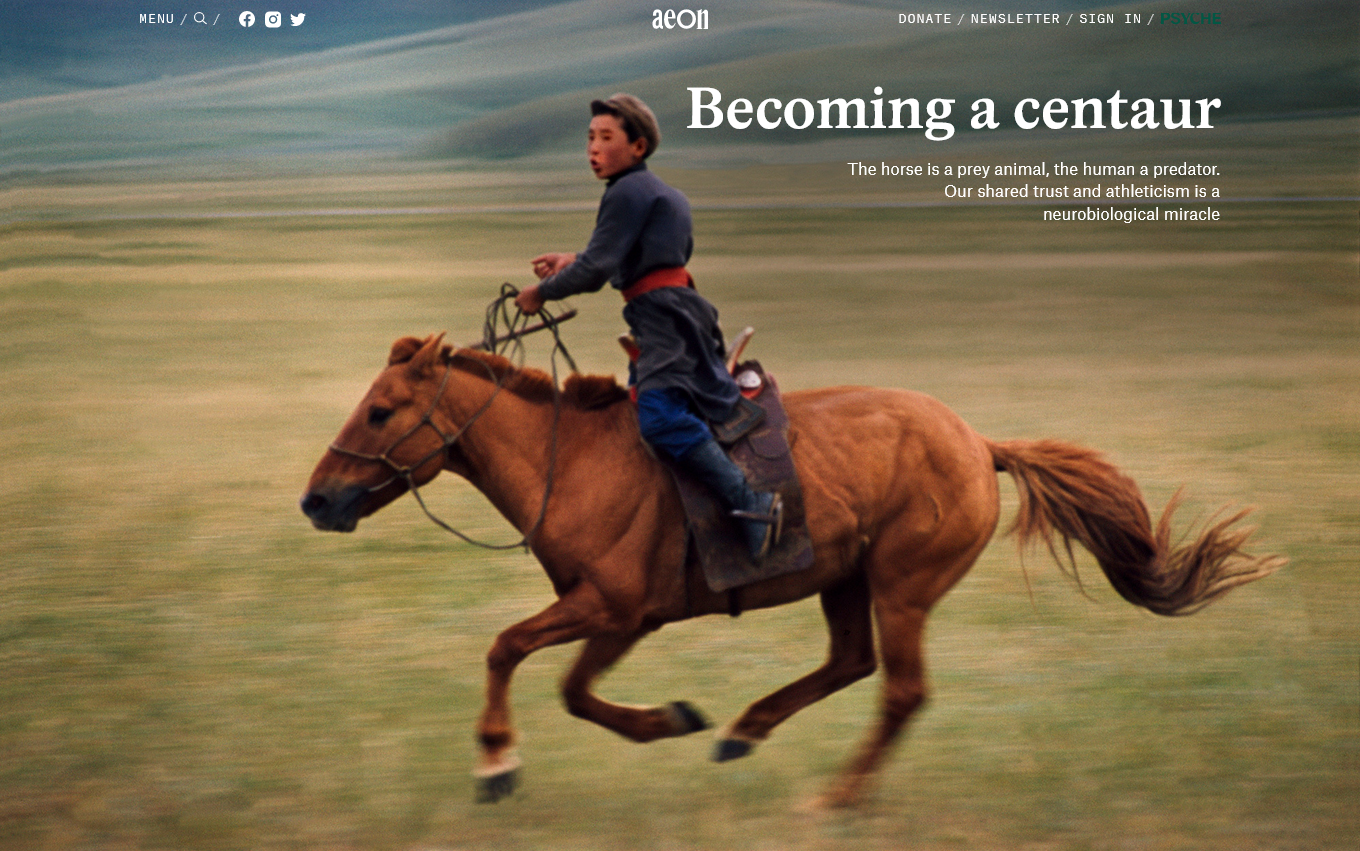 MENU / /
aeon
DONATE / NEWSLETTER / SIGN IN / PSYCHE
Becoming a centaur
The horse is a prey animal, the human a predator.
Our shared trust and athleticism is a
neurobiological miracle